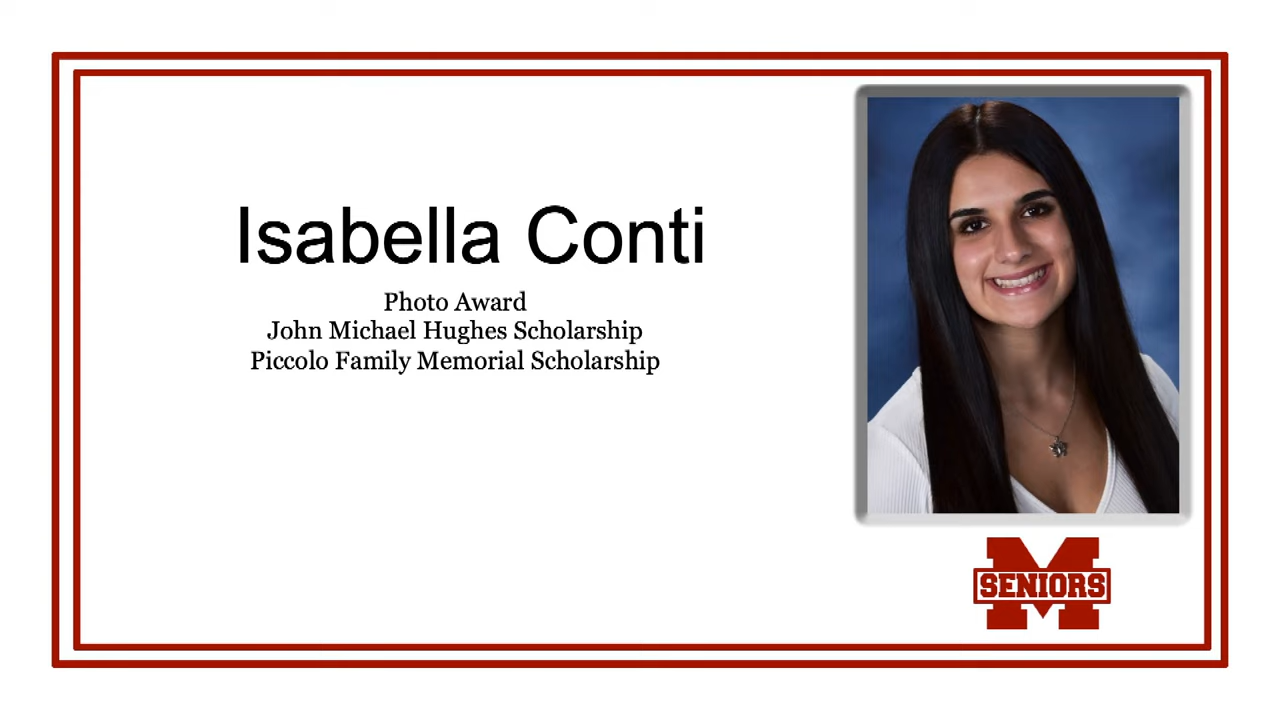 Isabella Conti
Photo Award
John Michael Hughes Scholarship
Piccolo Family Memorial Scholarship
M
SENIORS